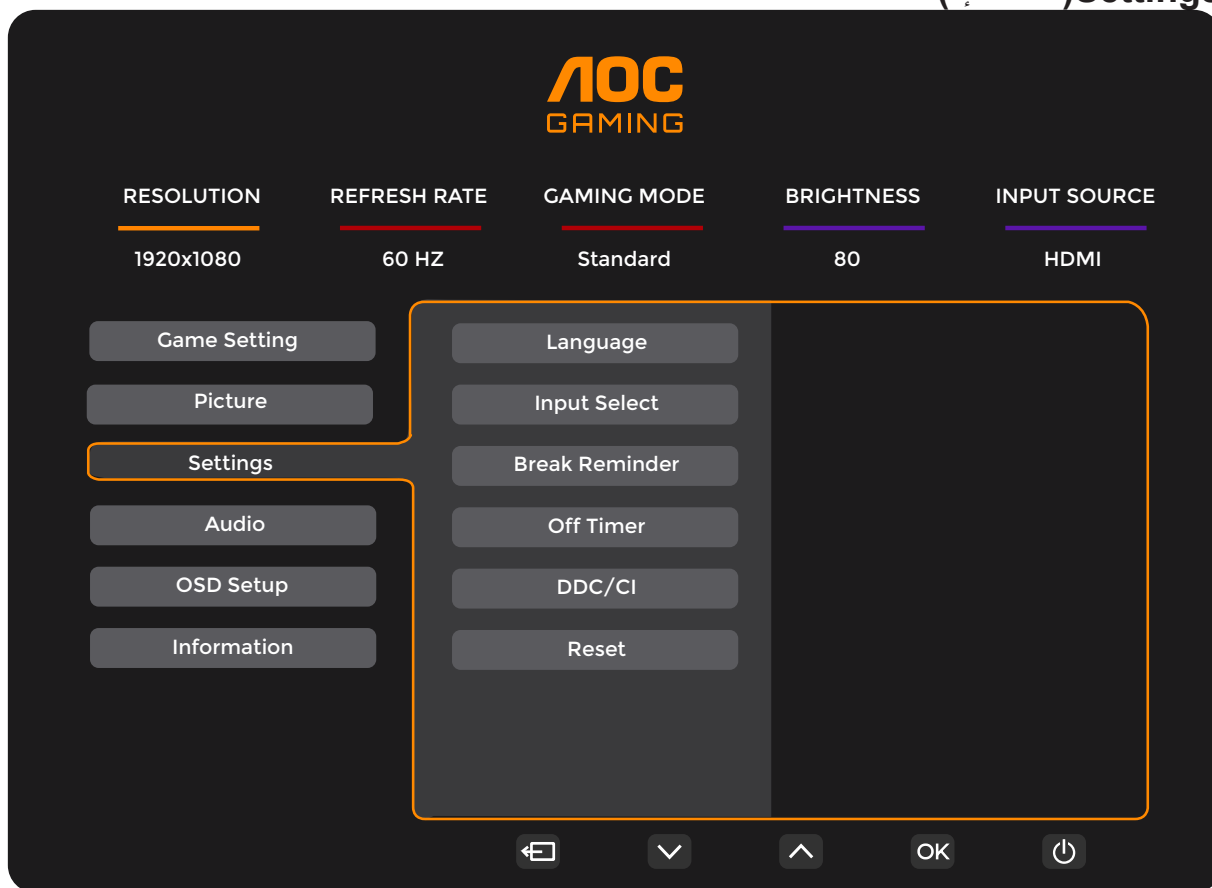 AOC
GAMING
RESOLUTION REFRESH RATE GAMING MODE BRIGHTNESS INPUT SOURCE
1920x1080 60 HZ Standard 80 HDMI
Game Setting
Picture
Settings
Audio
OSD Setup
Information
Language
Input Select
Break Reminder
Off Timer
DDC/CI
Reset
OK